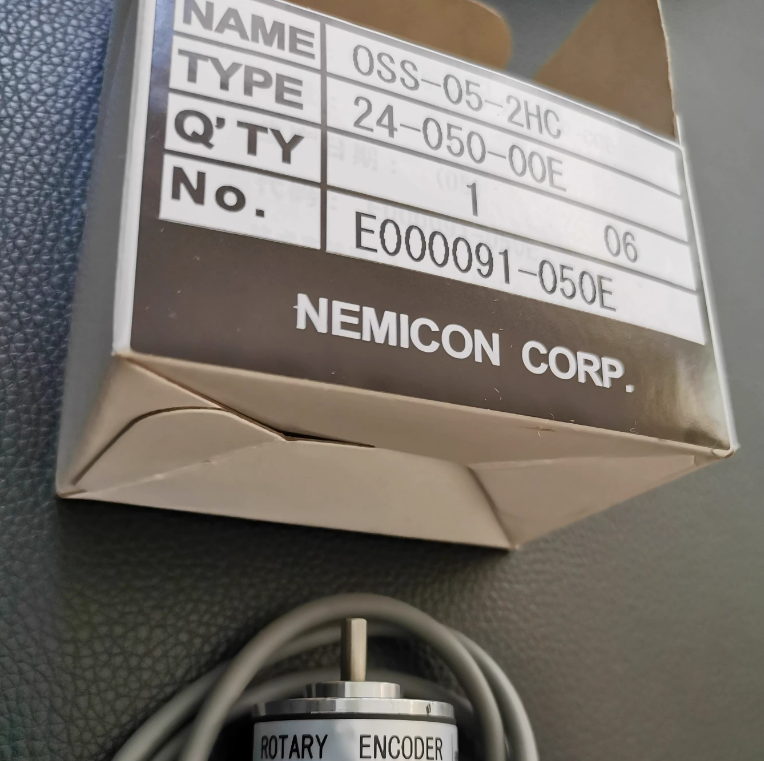 NAME OSS-05-2HC
TYPE 24-050-00E
Q'TY 1 06
No. E000091-050E
NEMICON CORP.
ROTARY ENCODER